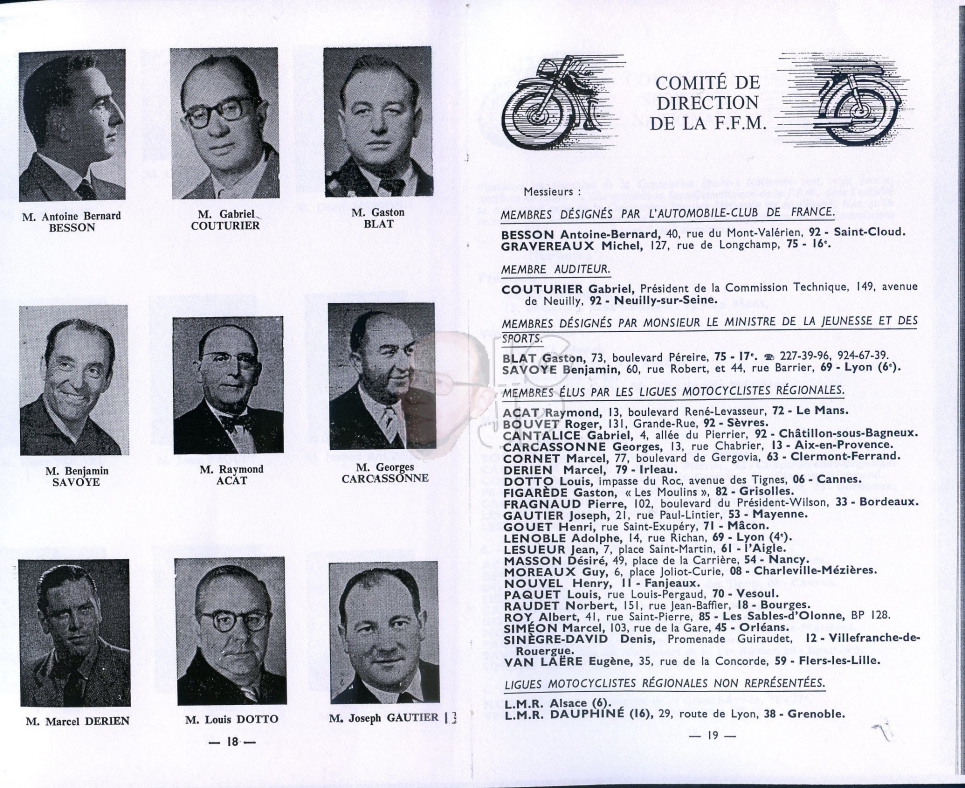 M. Antoine Bernard
BESSON
M. Gabriel
COUTURIER
M. Gaston
BLAT
M. Benjamin
SAVOYE
M. Raymond
ACAT
M. Georges
CARCASSONNE
M. Marcel DERIEN
M. Louis DOTTO
M. Joseph GAUTIER
— 18 —
COMITÉ DE
DIRECTION
DE LA F.F.M.
Messieurs :
MEMBRES DÉSIGNÉS PAR L'AUTOMOBILE-CLUB DE FRANCE.
BESSON Antoine-Bernard, 40, rue du Mont-Valérien, 92 - Saint-Cloud.
GRAVEREAUX Michel, 127, rue de Longchamp, 75 - 16e.
MEMBRE AUDITEUR.
COUTURIER Gabriel, Président de la Commission Technique, 149, avenue
de Neuilly, 92 - Neuilly-sur-Seine.
MEMBRES DÉSIGNÉS PAR MONSIEUR LE MINISTRE DE LA JEUNESSE ET DES
SPORTS.
BLAT Gaston, 73, boulevard Péreire, 75 - 17e. ☎ 227-39-96, 924-67-39.
SAVOYE Benjamin, 60, rue Robert, et 44, rue Barrier, 69 - Lyon (6e).
MEMBRES ÉLUS PAR LES LIGUES MOTOCYCLISTES RÉGIONALES.
ACAT Raymond, 13, boulevard René-Levasseur, 72 - Le Mans.
BOUVET Roger, 131, Grande-Rue, 92 - Sèvres.
CANTALICE Gabriel, 4, allée du Pierrier, 92 - Châtillon-sous-Bagneux.
CARCASSONNE Georges, 13, rue Chabrier, 13 - Aix-en-Provence.
CORNET Marcel, 77, boulevard de Gergovia, 63 - Clermont-Ferrand.
DERIEN Marcel, 79 - Irleau.
DOTTO Louis, impasse du Roc, avenue des Tignes, 06 - Cannes.
FIGARÈDE Gaston, « Les Moulins », 82 - Grisolles.
FRAGNAUD Pierre, 102, boulevard du Président-Wilson, 33 - Bordeaux.
GAUTIER Joseph, 21, rue Paul-Lintier, 53 - Mayenne.
GOUET Henri, rue Saint-Exupéry, 71 - Mâcon.
LENOBLE Adolphe, 14, rue Richan, 69 - Lyon (4e).
LESUEUR Jean, 7, place Saint-Martin, 61 - l'Aigle.
MASSON Désiré, 49, place de la Carrière, 54 - Nancy.
MOREAUX Guy, 6, place Joliot-Curie, 08 - Charleville-Mézières.
NOUVEL Henry, 11 - Fanjeaux.
PAQUET Louis, rue Louis-Pergaud, 70 - Vesoul.
RAUDET Norbert, 151, rue Jean-Baffier, 18 - Bourges.
ROY Albert, 41, rue Saint-Pierre, 85 - Les Sables-d'Olonne, BP 128.
SIMÉON Marcel, 103, rue de la Gare, 45 - Orléans.
SINÈGRE-DAVID Denis, Promenade Guiraudet, 12 - Villefranche-de-
Rouergue.
VAN LAËRE Eugène, 35, rue de la Concorde, 59 - Flers-les-Lille.
LIGUES MOTOCYCLISTES RÉGIONALES NON REPRÉSENTÉES.
L.M.R. Alsace (6).
L.M.R. DAUPHINÉ (16), 29, route de Lyon, 38 - Grenoble.
— 19 —